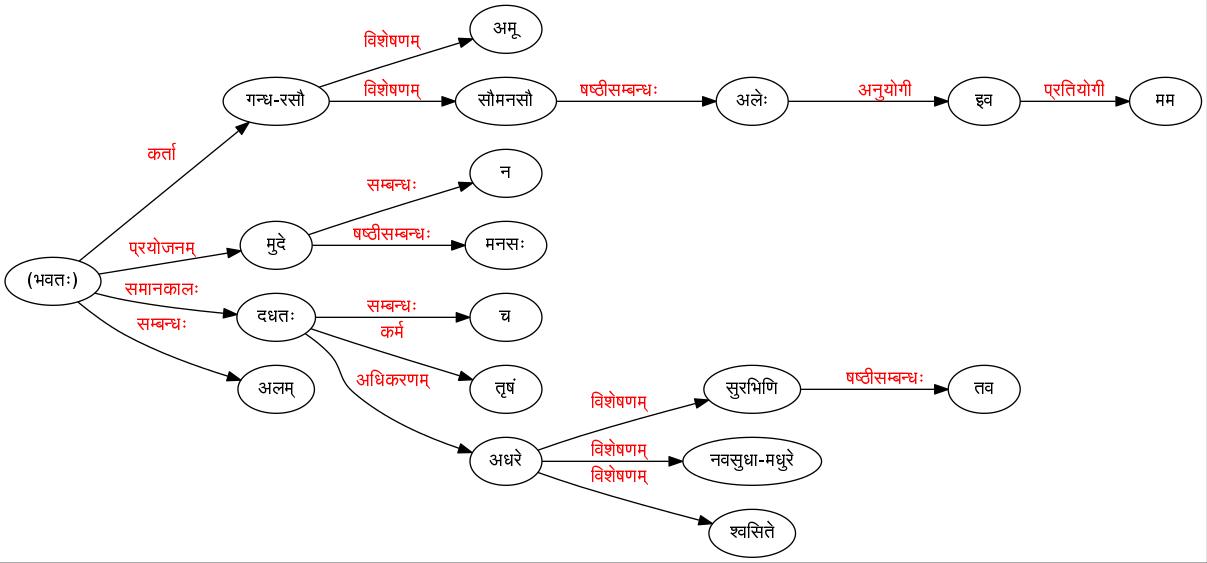 अमू
विशेषणम्
गन्ध-रसौ
विशेषणम्
सौमनसौ
षष्ठीसम्बन्धः
अलेः
अनुयोगी
इव
प्रतियोगी
मम
कर्ता
न
सम्बन्धः
मुदे
षष्ठीसम्बन्धः
मनसः
प्रयोजनम्
(भवतः)
समानकालः
दधतः
सम्बन्धः
च
कर्म
सम्बन्धः
अलम्
तृषं
अधिकरणम्
अधरे
विशेषणम्
सुरभिणि
षष्ठीसम्बन्धः
तव
विशेषणम्
नवसुधा-मधुरे
विशेषणम्
श्वसिते